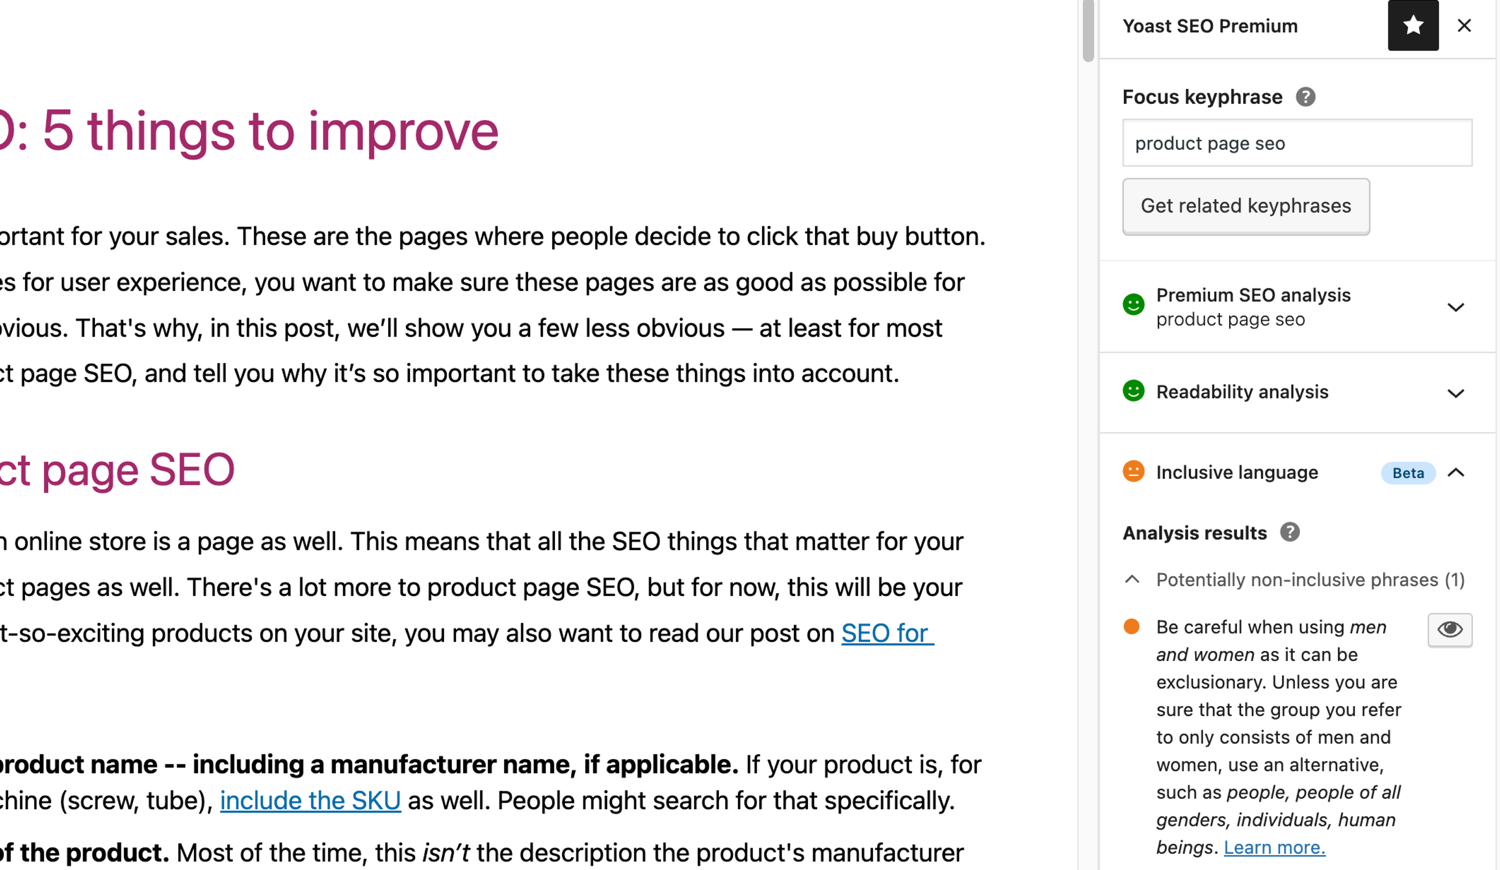 O: 5 things to improve
ortant for your sales. These are the pages where people decide to click that buy button.
es for user experience, you want to make sure these pages are as good as possible for
vious. That's why, in this post, we’ll show you a few less obvious — at least for most
ct page SEO, and tell you why it’s so important to take these things into account.
ct page SEO
n online store is a page as well. This means that all the SEO things that matter for your
ct pages as well. There's a lot more to product page SEO, but for now, this will be your
t-so-exciting products on your site, you may also want to read our post on SEO for
product name -- including a manufacturer name, if applicable. If your product is, for
chine (screw, tube), include the SKU as well. People might search for that specifically.
of the product. Most of the time, this isn’t the description the product's manufacturer
Yoast SEO Premium
Focus keyphrase
product page seo
Get related keyphrases
Premium SEO analysis
product page seo
Readability analysis
Inclusive language Beta
Analysis results
Potentially non-inclusive phrases (1)
Be careful when using men
and women as it can be
exclusionary. Unless you are
sure that the group you refer
to only consists of men and
women, use an alternative,
such as people, people of all
genders, individuals, human
beings. Learn more.